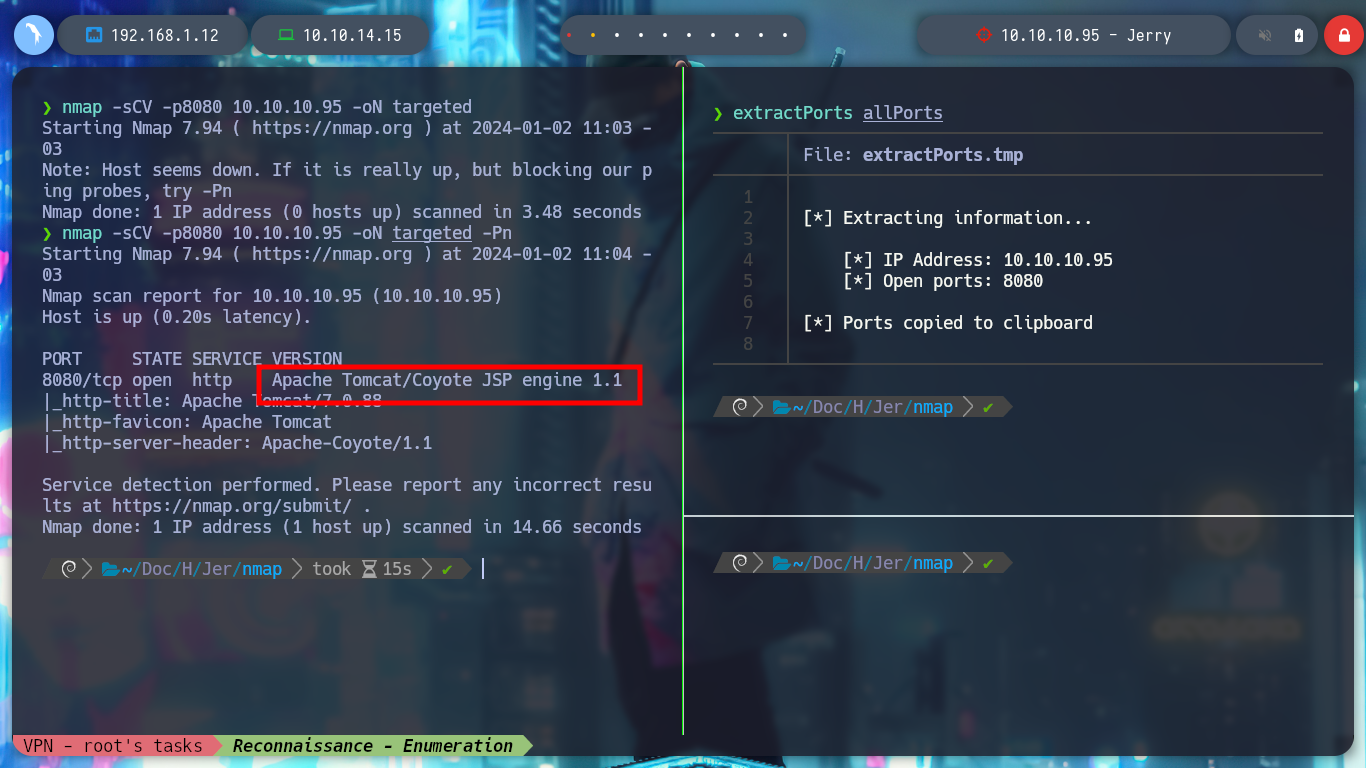 192.168.1.12
10.10.14.15
10.10.10.95 - Jerry
❯ nmap -sCV -p8080 10.10.10.95 -oN targeted
Starting Nmap 7.94 ( https://nmap.org ) at 2024-01-02 11:03 -
03
Note: Host seems down. If it is really up, but blocking our p
ing probes, try -Pn
Nmap done: 1 IP address (0 hosts up) scanned in 3.48 seconds
❯ nmap -sCV -p8080 10.10.10.95 -oN targeted -Pn
Starting Nmap 7.94 ( https://nmap.org ) at 2024-01-02 11:04 -
03
Nmap scan report for 10.10.10.95 (10.10.10.95)
Host is up (0.20s latency).
PORT     STATE SERVICE VERSION
8080/tcp open  http    Apache Tomcat/Coyote JSP engine 1.1
|_http-title: Apache Tomcat/7.0.88
|_http-favicon: Apache Tomcat
|_http-server-header: Apache-Coyote/1.1
Service detection performed. Please report any incorrect resu
lts at https://nmap.org/submit/ .
Nmap done: 1 IP address (1 host up) scanned in 14.66 seconds
~/Doc/H/Jer/nmap took 15s ✔
❯ extractPorts allPorts
File: extractPorts.tmp
1
2 [*] Extracting information...
3
4 [*] IP Address: 10.10.10.95
5 [*] Open ports: 8080
6
7 [*] Ports copied to clipboard
8
~/Doc/H/Jer/nmap ✔
~/Doc/H/Jer/nmap ✔
VPN - root's tasks Reconnaissance - Enumeration